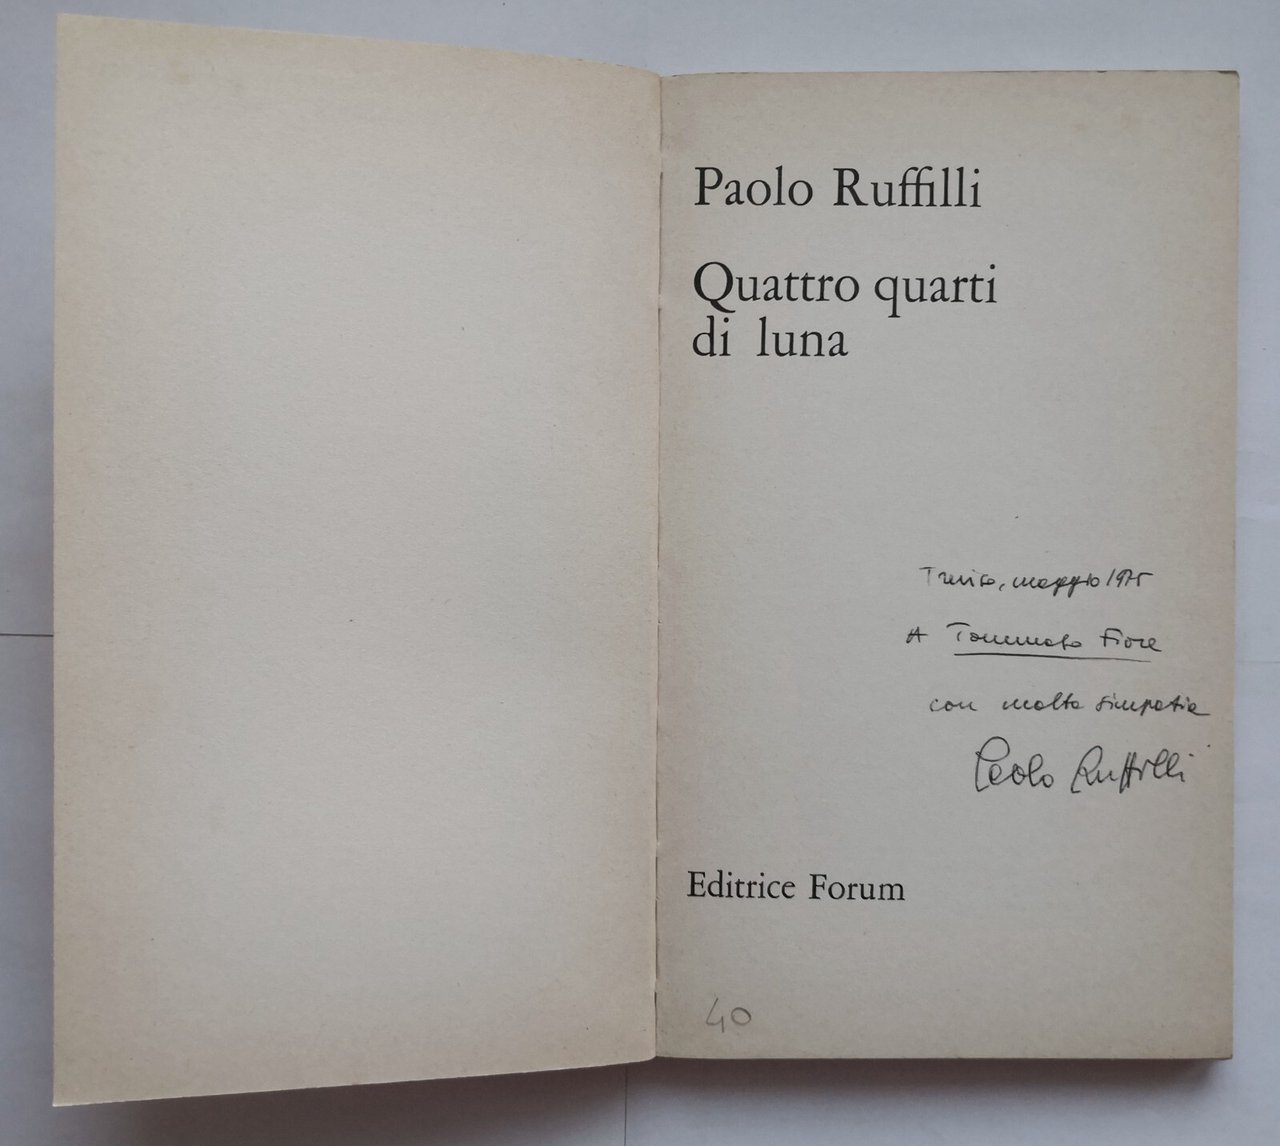 Paolo Ruffilli
Quattro quarti
di luna
Treviso, maggio 1975
A Tommaso Fiore
con molta simpatia
Paolo Ruffilli
Editrice Forum
40